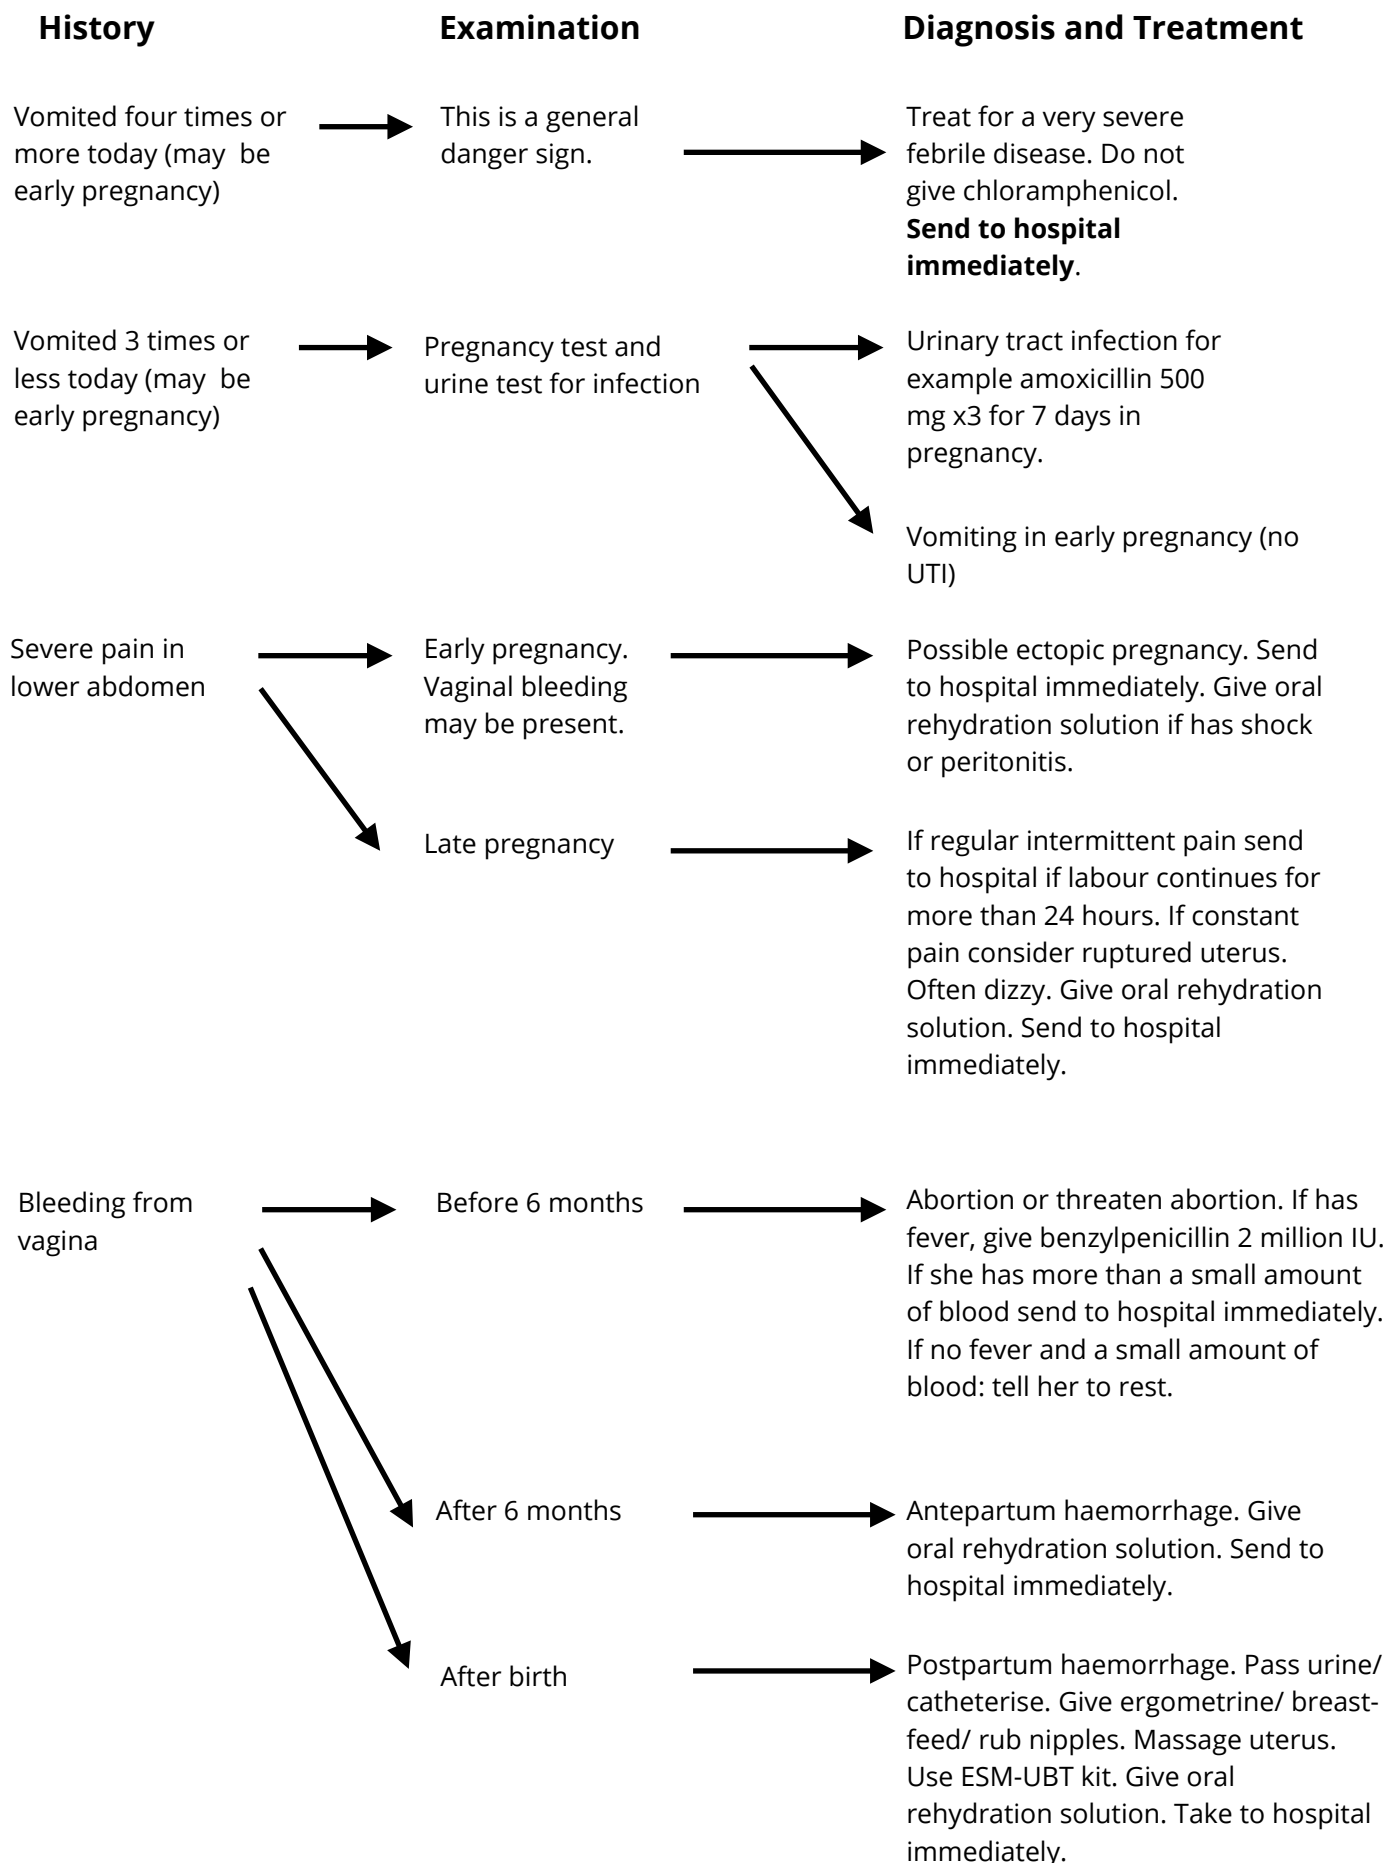 History
Examination
Diagnosis and Treatment
Vomited four times or
more today (may  be
early pregnancy)
This is a general
danger sign.
Treat for a very severe
febrile disease. Do not
give chloramphenicol.
Send to hospital
immediately.
Vomited 3 times or
less today (may  be
early pregnancy)
Pregnancy test and
urine test for infection
Urinary tract infection for
example amoxicillin 500
mg x3 for 7 days in
pregnancy.
Vomiting in early pregnancy (no
UTI)
Severe pain in
lower abdomen
Early pregnancy.
Vaginal bleeding
may be present.
Possible ectopic pregnancy. Send
to hospital immediately. Give oral
rehydration solution if has shock
or peritonitis.
Late pregnancy
If regular intermittent pain send
to hospital if labour continues for
more than 24 hours. If constant
pain consider ruptured uterus.
Often dizzy. Give oral rehydration
solution. Send to hospital
immediately.
Bleeding from
vagina
Before 6 months
Abortion or threaten abortion. If has
fever, give benzylpenicillin 2 million IU.
If she has more than a small amount
of blood send to hospital immediately.
If no fever and a small amount of
blood: tell her to rest.
After 6 months
Antepartum haemorrhage. Give
oral rehydration solution. Send to
hospital immediately.
After birth
Postpartum haemorrhage. Pass urine/
catheterise. Give ergometrine/ breast-
feed/ rub nipples. Massage uterus.
Use ESM-UBT kit. Give oral
rehydration solution. Take to hospital
immediately.